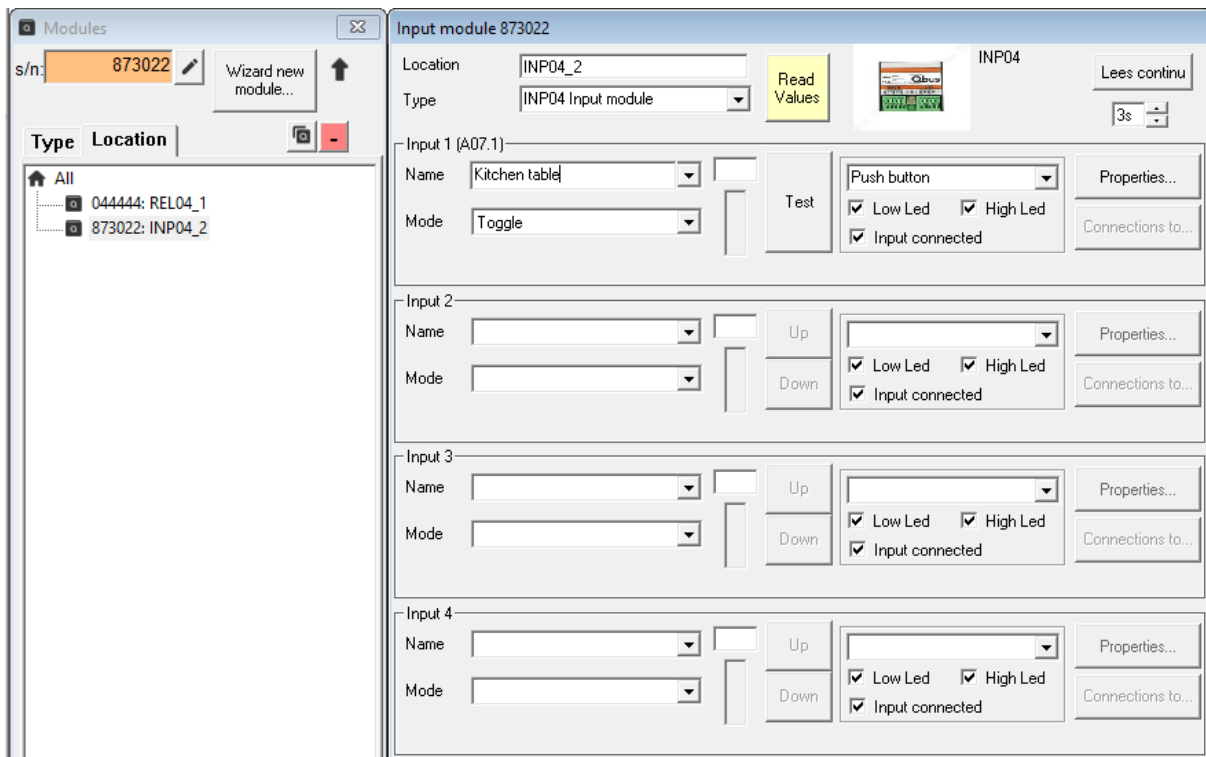 Modules
s/n: 873022
Wizard new
module...
Type Location
All
044444: REL04_1
873022: INP04_2
Input module 873022
Location INP04_2
Type INP04 Input module
Read
Values
Qbus
INP04
Lees continu
3s
Input 1 (A07.1)
Name Kitchen table
Mode Toggle
Test
Push button
Low Led High Led
Input connected
Properties...
Connections to...
Input 2
Name
Mode
Up
Down
Low Led High Led
Input connected
Properties...
Connections to...
Input 3
Name
Mode
Up
Down
Low Led High Led
Input connected
Properties...
Connections to...
Input 4
Name
Mode
Up
Down
Low Led High Led
Input connected
Properties...
Connections to...